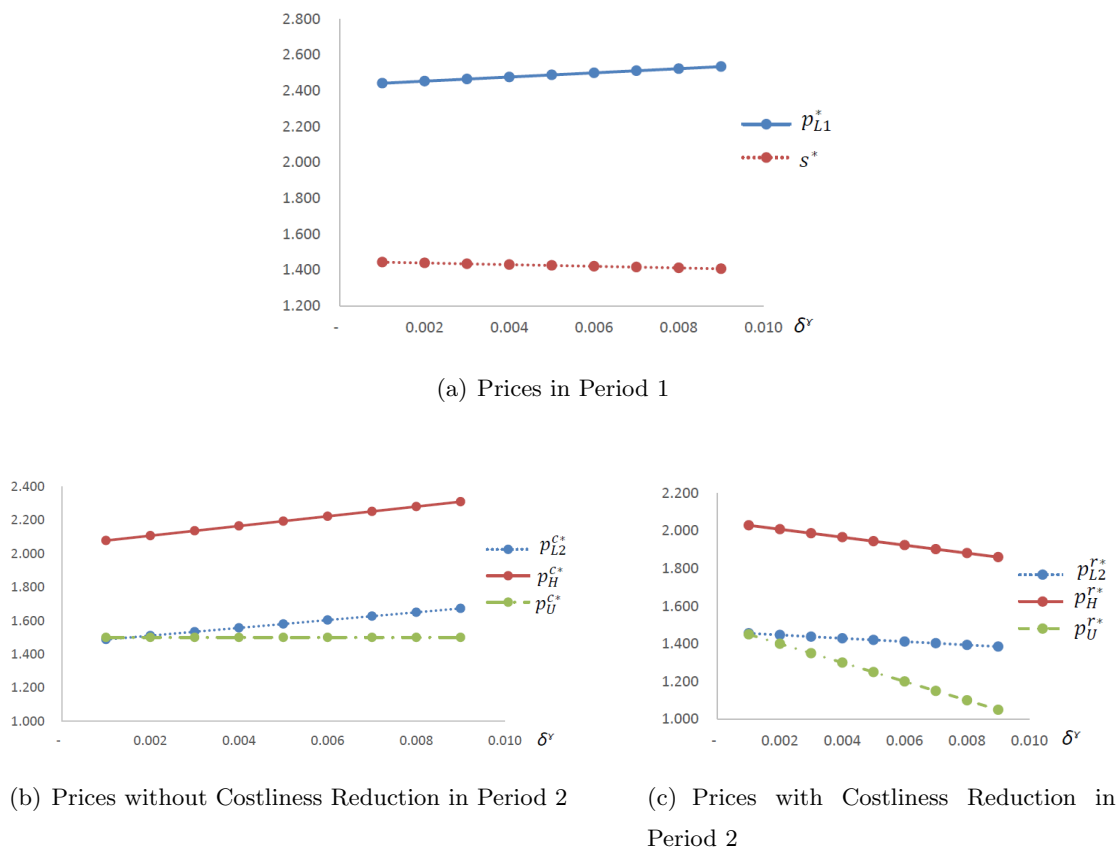 2.800
2.600
2.400
2.200
2.000
1.800
1.600
1.400
1.200
- 0.002 0.004 0.006 0.008 0.010 δ^γ
p*_{L1}
s*
(a) Prices in Period 1
2.400
2.200
2.000
1.800
1.600
1.400
1.200
1.000
- 0.002 0.004 0.006 0.008 0.010 δ^γ
p^{c*}_{L2}
p^{c*}_H
p^{c*}_U
(b) Prices without Costliness Reduction in Period 2
2.200
2.000
1.800
1.600
1.400
1.200
1.000
- 0.002 0.004 0.006 0.008 0.010 δ^γ
p^{r*}_{L2}
p^{r*}_H
p^{r*}_U
(c) Prices with Costliness Reduction in
Period 2